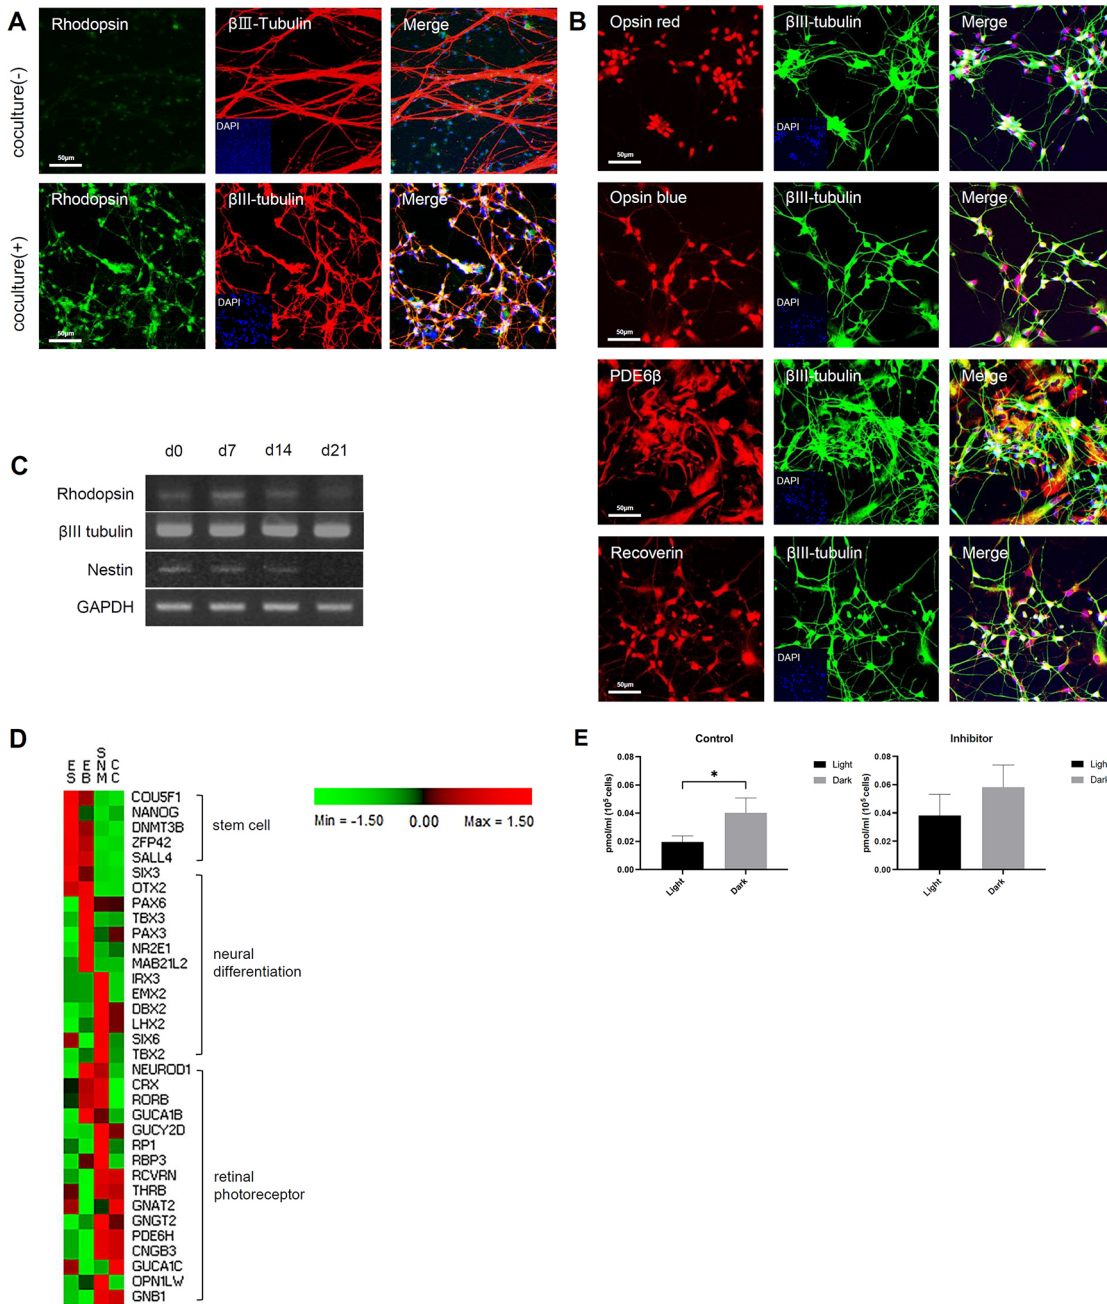 A
Rhodopsin
βⅢ-Tubulin
Merge
coculture(-)
DAPI
50μm
Rhodopsin
βIII-tubulin
Merge
coculture(+)
DAPI
50μm
B
Opsin red
βIII-tubulin
Merge
DAPI
50μm
Opsin blue
βIII-tubulin
Merge
DAPI
50μm
PDE6β
βIII-tubulin
Merge
DAPI
50μm
Recoverin
βIII-tubulin
Merge
DAPI
50μm
C
d0 d7 d14 d21
Rhodopsin
βIII tubulin
Nestin
GAPDH
D
ES EB SNM CC
COU5F1
NANOG
DNMT3B
ZFP42
SALL4
SIX3
OTX2
PAX6
TBX3
PAX3
NR2E1
MAB21L2
IRX3
EMX2
DBX2
LHX2
SIX6
TBX2
NEUROD1
CRX
RORB
GUCA1B
GUCY2D
RP1
RBP3
RCVRN
THRB
GNAT2
GNGT2
PDE6H
CNGB3
GUCA1C
OPN1LW
GNB1
stem cell
neural
differentiation
retinal
photoreceptor
Min = -1.50 0.00 Max = 1.50
E
Control
pmol/ml (10⁵ cells)
0.08
0.06
0.04
0.02
0.00
*
Light
Dark
Light
Dark
Inhibitor
pmol/ml (10⁵ cells)
0.08
0.06
0.04
0.02
0.00
Light
Dark
Light
Dark